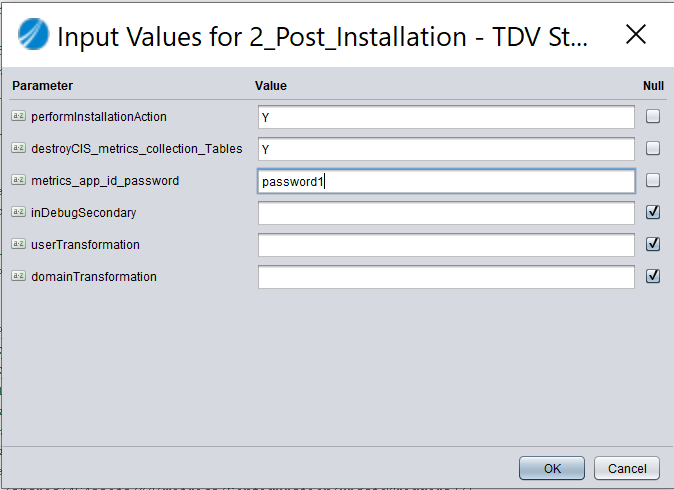 Input Values for 2_Post_Installation - TDV St...
Parameter Value Null
a-z performInstallationAction Y
a-z destroyCIS_metrics_collection_Tables Y
a-z metrics_app_id_password password1
a-z inDebugSecondary
a-z userTransformation
a-z domainTransformation
OK Cancel